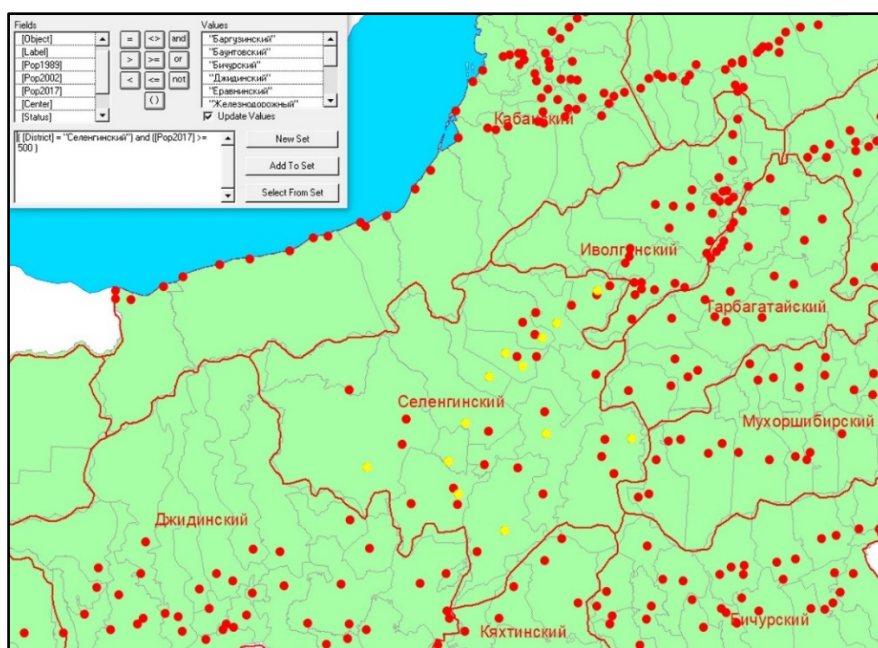 Fields
[Object]
[Label]
[Pop1989]
[Pop2002]
[Pop2017]
[Center]
[Status]
= <> and
> >= or
< <= not
( )
Values
"Баргузинский"
"Баунтовский"
"Бичурский"
"Джидинский"
"Еравнинский"
"Железнодорожный"
Update Values
( [District] = "Селенгинский") and ([Pop2017] >=
500 )
New Set
Add To Set
Select From Set
Кабанский
Иволгинский
Тарбагатайский
Селенгинский
Мухоршибирский
Джидинский
Кяхтинский
Бичурский